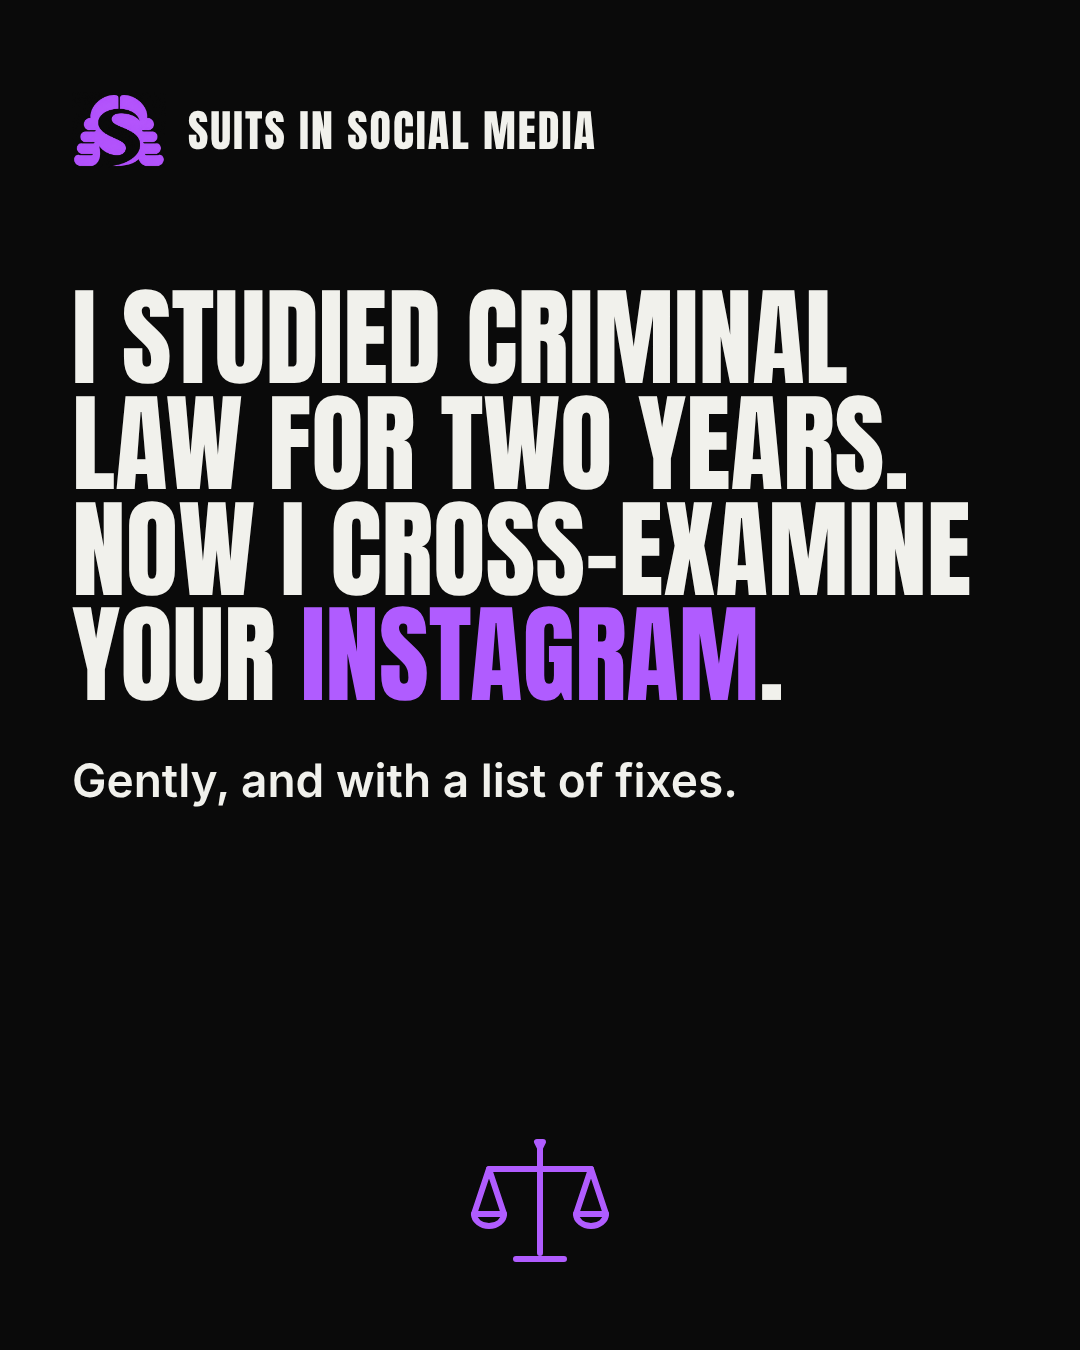 SUITS IN SOCIAL MEDIA
I STUDIED CRIMINAL
LAW FOR TWO YEARS.
NOW I CROSS-EXAMINE
YOUR INSTAGRAM.
Gently, and with a list of fixes.